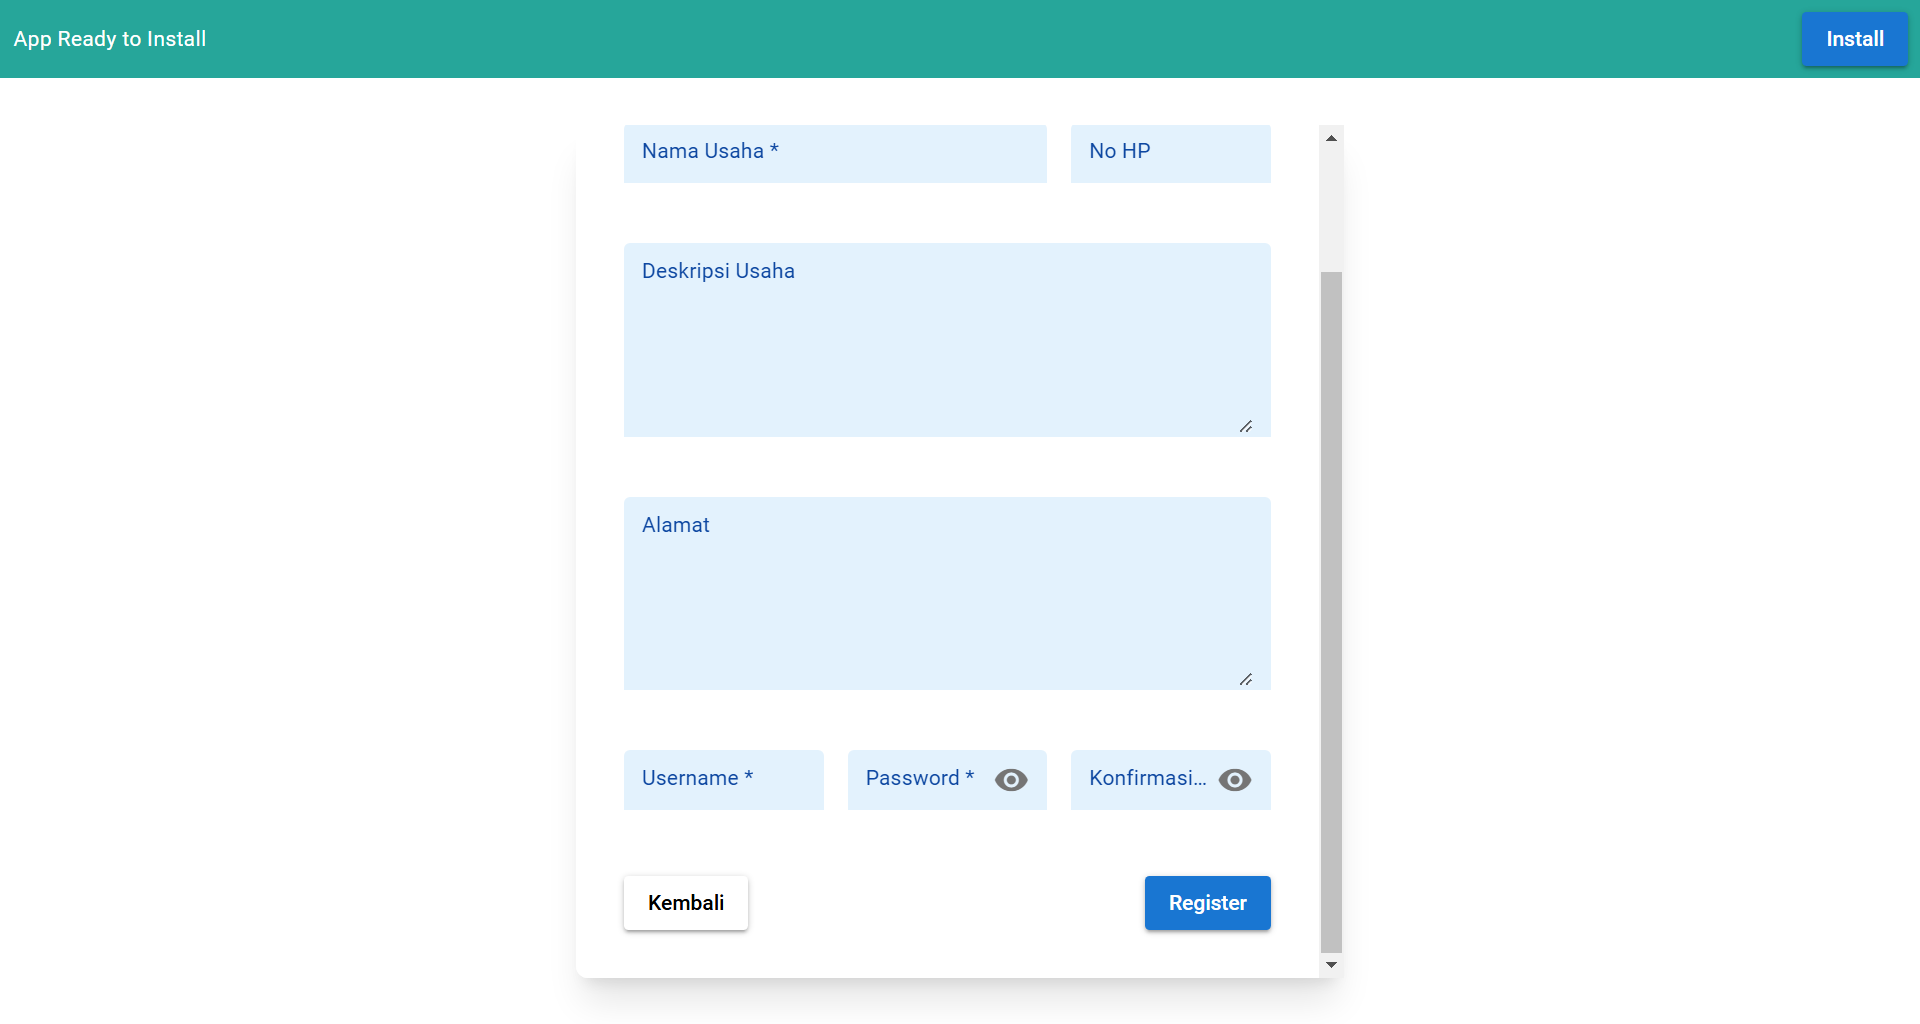 App Ready to Install
Install
Nama Usaha *
No HP
Deskripsi Usaha
Alamat
Username *
Password *
Konfirmasi...
Kembali
Register